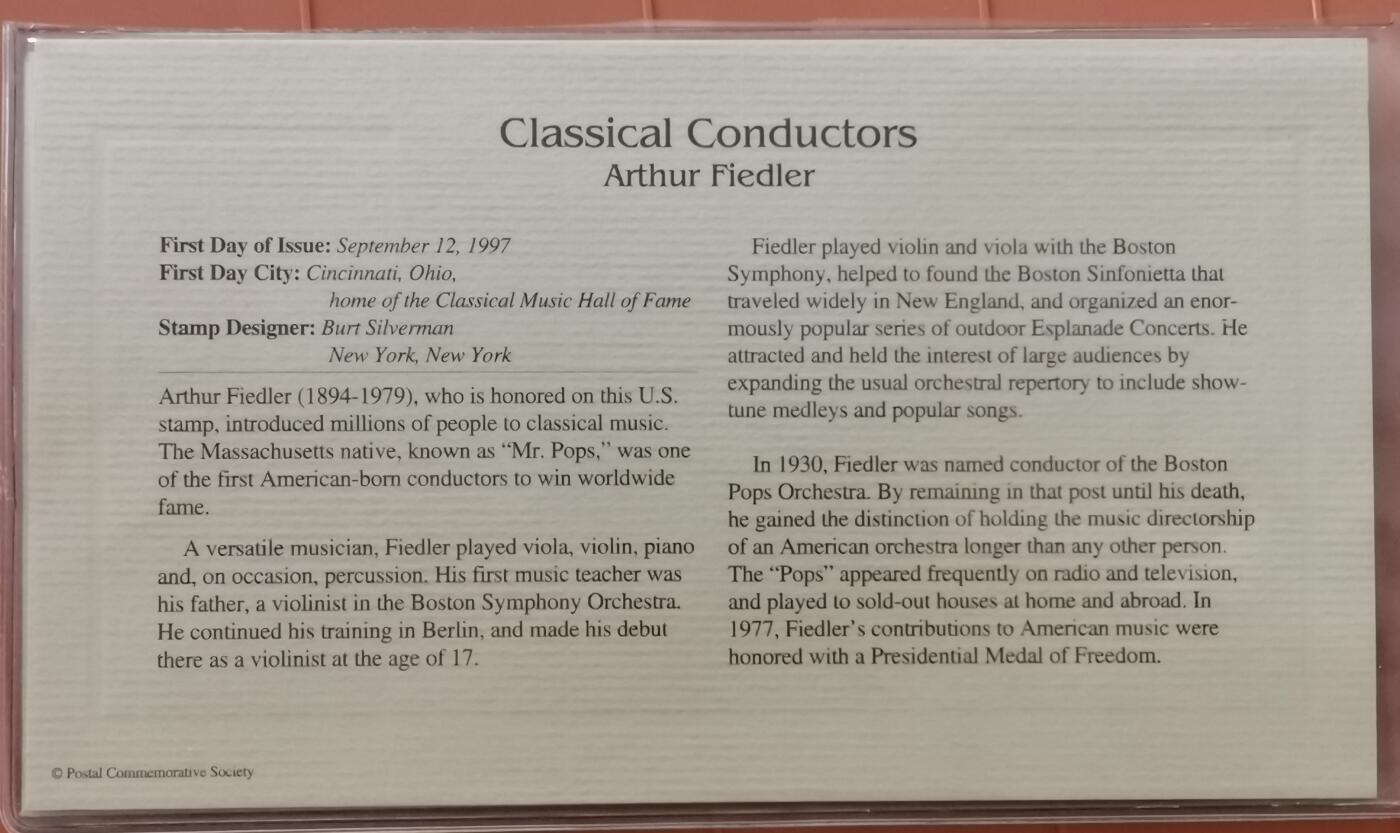 Classical Conductors
Arthur Fiedler
First Day of Issue: September 12, 1997
First Day City: Cincinnati, Ohio,
home of the Classical Music Hall of Fame
Stamp Designer: Burt Silverman
New York, New York
Arthur Fiedler (1894-1979), who is honored on this U.S.
stamp, introduced millions of people to classical music.
The Massachusetts native, known as “Mr. Pops,” was one
of the first American-born conductors to win worldwide
fame.
A versatile musician, Fiedler played viola, violin, piano
and, on occasion, percussion. His first music teacher was
his father, a violinist in the Boston Symphony Orchestra.
He continued his training in Berlin, and made his debut
there as a violinist at the age of 17.
Fiedler played violin and viola with the Boston
Symphony, helped to found the Boston Sinfonietta that
traveled widely in New England, and organized an enor-
mously popular series of outdoor Esplanade Concerts. He
attracted and held the interest of large audiences by
expanding the usual orchestral repertory to include show-
tune medleys and popular songs.
In 1930, Fiedler was named conductor of the Boston
Pops Orchestra. By remaining in that post until his death,
he gained the distinction of holding the music directorship
of an American orchestra longer than any other person.
The “Pops” appeared frequently on radio and television,
and played to sold-out houses at home and abroad. In
1977, Fiedler’s contributions to American music were
honored with a Presidential Medal of Freedom.
© Postal Commemorative Society